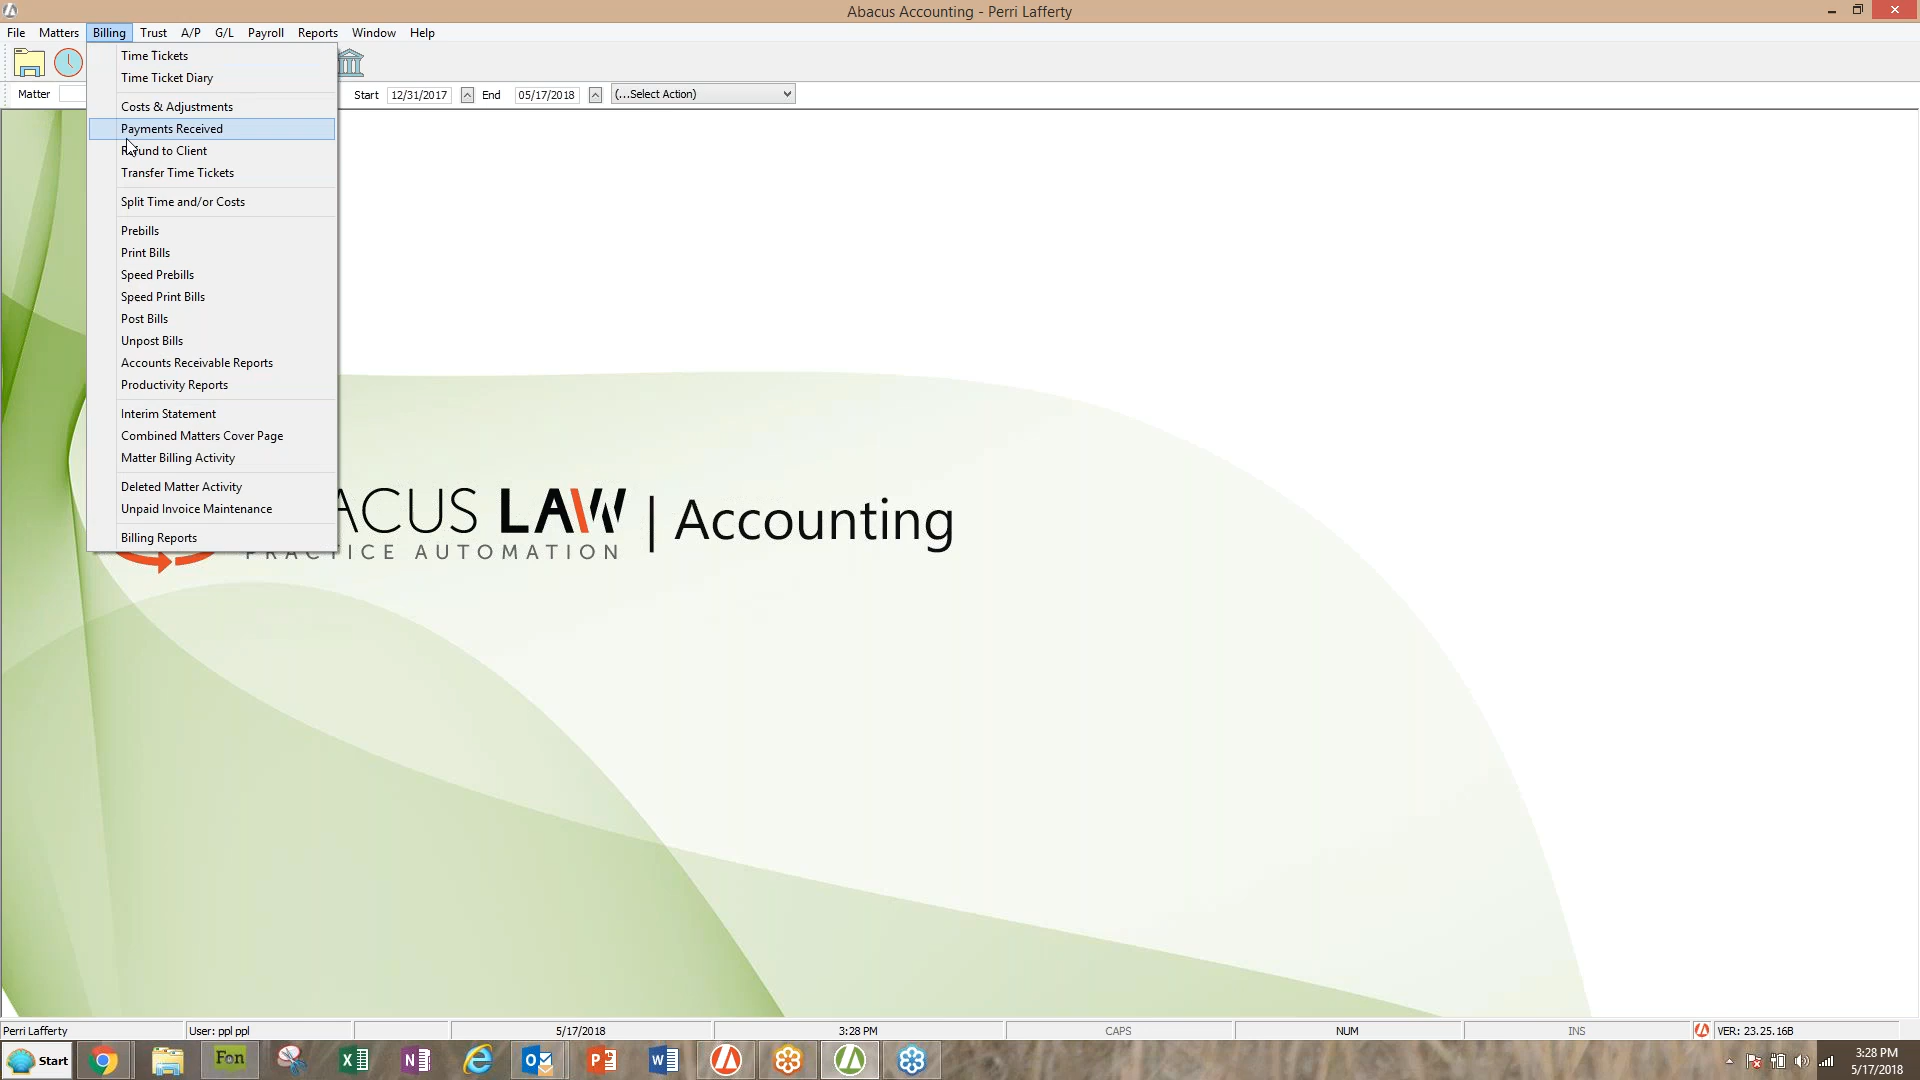 Abacus Accounting - Perri Lafferty
File Matters Billing Trust A/P G/L Payroll Reports Window Help
Matter Start 12/31/2017 End 05/17/2018 (...Select Action)
Time Tickets
Time Ticket Diary
Costs & Adjustments
Payments Received
Refund to Client
Transfer Time Tickets
Split Time and/or Costs
Prebills
Print Bills
Speed Prebills
Speed Print Bills
Post Bills
Unpost Bills
Accounts Receivable Reports
Productivity Reports
Interim Statement
Combined Matters Cover Page
Matter Billing Activity
Deleted Matter Activity
Unpaid Invoice Maintenance
Billing Reports
ACUS LAW | Accounting
PRACTICE AUTOMATION
Perri Lafferty User: ppl ppl 5/17/2018 3:28 PM CAPS NUM INS VER: 23.25.16B
Start Fon 3:28 PM
5/17/2018